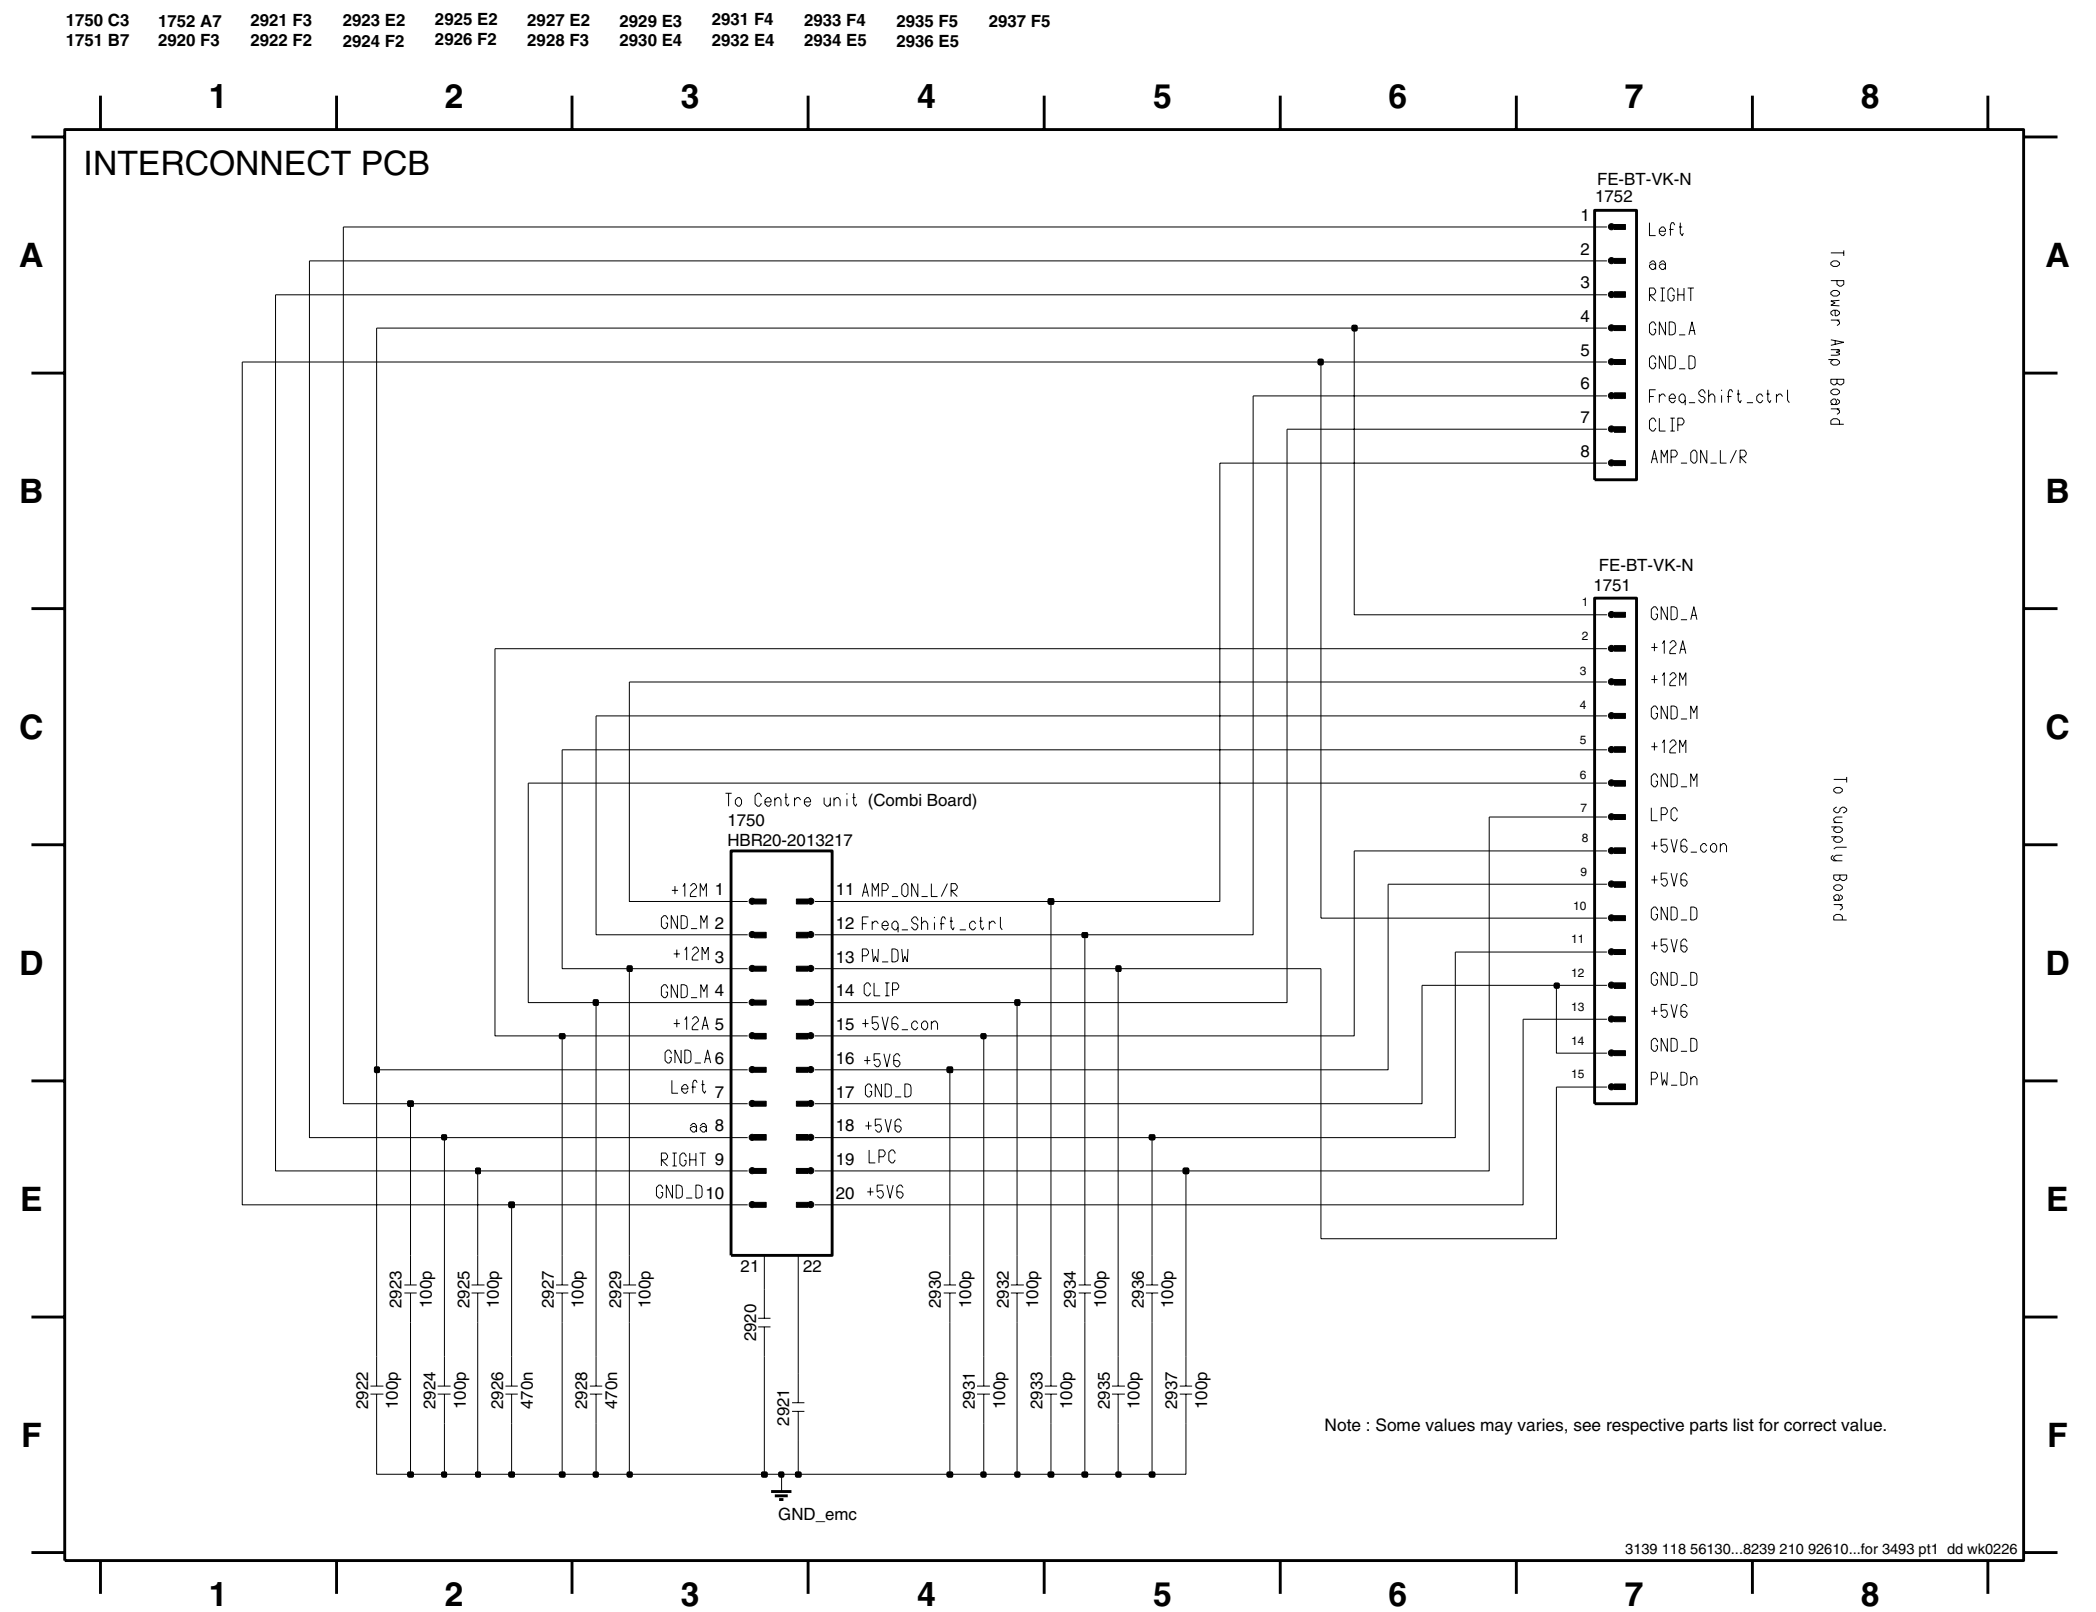 1750 C3 1752 A7 2921 F3 2923 E2 2925 E2 2927 E2 2929 E3 2931 F4 2933 F4 2935 F5 2937 F5
1751 B7 2920 F3 2922 F2 2924 F2 2926 F2 2928 F3 2930 E4 2932 E4 2934 E5 2936 E5
1 2 3 4 5 6 7 8
INTERCONNECT PCB
FE-BT-VK-N
1752
1 Left
A A
2 aa
3 RIGHT
4 GND_A
5 GND_D
6 Freq_Shift_ctrl
7 CLIP
8 AMP_ON_L/R
To Power Amp Board
B B
FE-BT-VK-N
1751
1 GND_A
2 +12A
3 +12M
4 GND_M
C C
5 +12M
6 GND_M
7 LPC
8 +5V6_con
9 +5V6
10 GND_D
11 +5V6
12 GND_D
13 +5V6
14 GND_D
15 PW_Dn
To Supply Board
To Centre unit (Combi Board)
1750
HBR20-2013217
+12M 1 11 AMP_ON_L/R
GND_M 2 12 Freq_Shift_ctrl
+12M 3 13 PW_DW
D D
GND_M 4 14 CLIP
+12A 5 15 +5V6_con
GND_A 6 16 +5V6
Left 7 17 GND_D
aa 8 18 +5V6
RIGHT 9 19 LPC
GND_D 10 20 +5V6
E E
21 22
2923 100p
2925 100p
2927 100p
2929 100p
2920
2930 100p
2932 100p
2934 100p
2936 100p
2922 100p
2924 100p
2926 470n
2928 470n
2921
2931 100p
2933 100p
2935 100p
2937 100p
F F
Note : Some values may varies, see respective parts list for correct value.
GND_emc
3139 118 56130...8239 210 92610...for 3493 pt1 dd wk0226
1 2 3 4 5 6 7 8